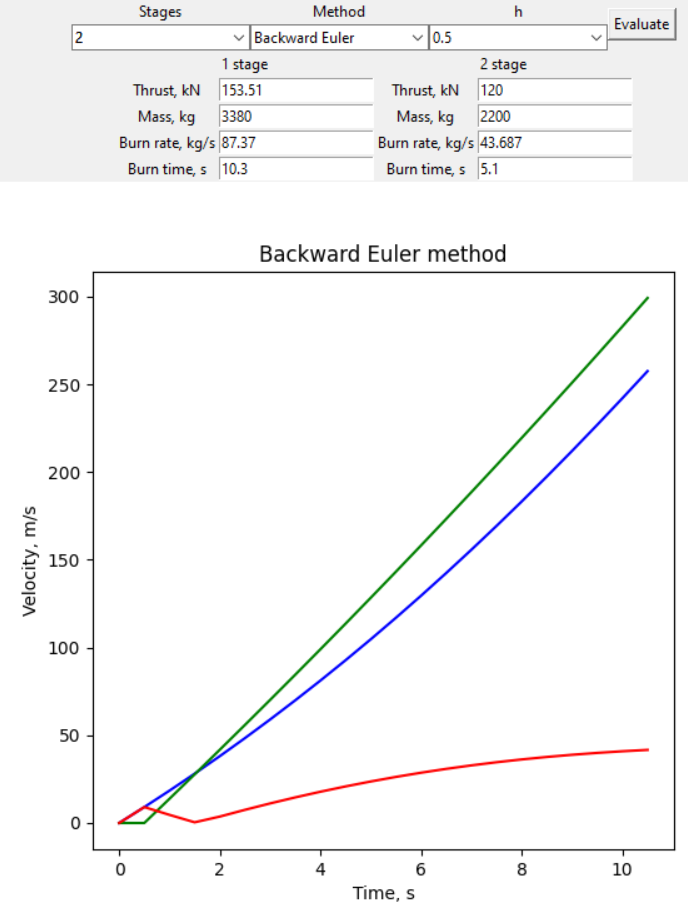 Stages Method h
2 Backward Euler 0.5 Evaluate
1 stage 2 stage
Thrust, kN 153.51 Thrust, kN 120
Mass, kg 3380 Mass, kg 2200
Burn rate, kg/s 87.37 Burn rate, kg/s 43.687
Burn time, s 10.3 Burn time, s 5.1
Backward Euler method
300
250
200
150
100
50
0
Velocity, m/s
0 2 4 6 8 10
Time, s